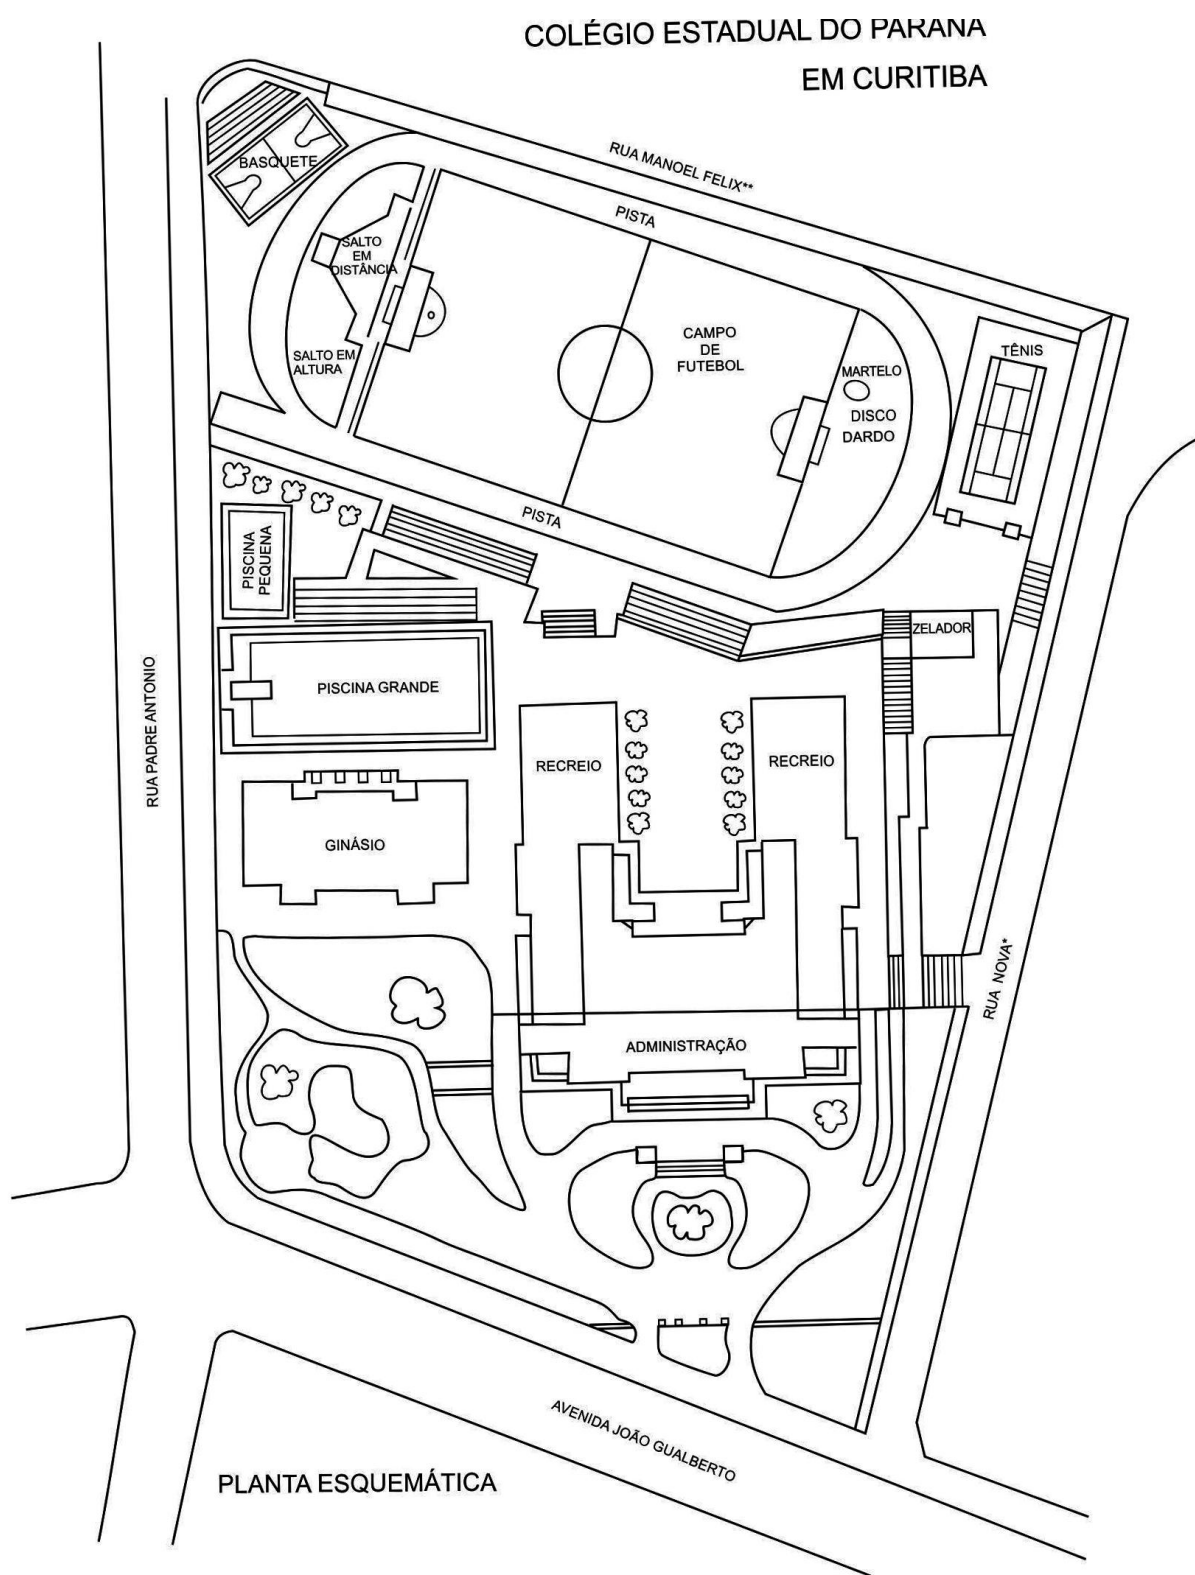 COLÉGIO ESTADUAL DO PARANA
EM CURITIBA
RUA MANOEL FELIX**
BASQUETE
PISTA
SALTO
EM
DISTÂNCIA
CAMPO
DE
FUTEBOL
TÊNIS
SALTO EM
ALTURA
MARTELO
DISCO
DARDO
PISTA
PISCINA
PEQUENA
ZELADOR
PISCINA GRANDE
RUA PADRE ANTONIO
RECREIO
RECREIO
GINÁSIO
RUA NOVA*
ADMINISTRAÇÃO
AVENIDA JOÃO GUALBERTO
PLANTA ESQUEMÁTICA